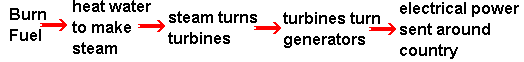 Burn
Fuel
heat water
to make
steam
steam turns
turbines
turbines turn
generators
electrical power
sent around
country